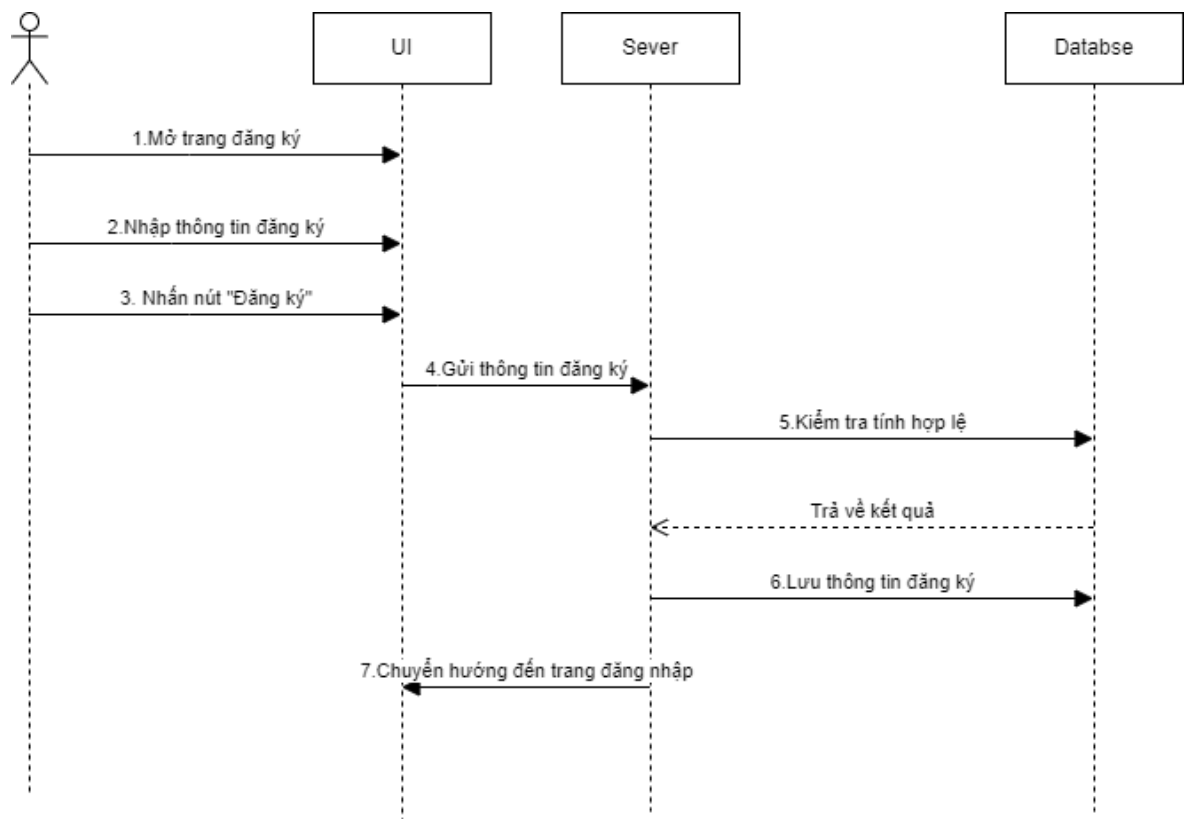 UI
Sever
Databse
1.Mở trang đăng ký
2.Nhập thông tin đăng ký
3. Nhấn nút "Đăng ký"
4.Gửi thông tin đăng ký
5.Kiểm tra tính hợp lệ
Trả về kết quả
6.Lưu thông tin đăng ký
7.Chuyển hướng đến trang đăng nhập